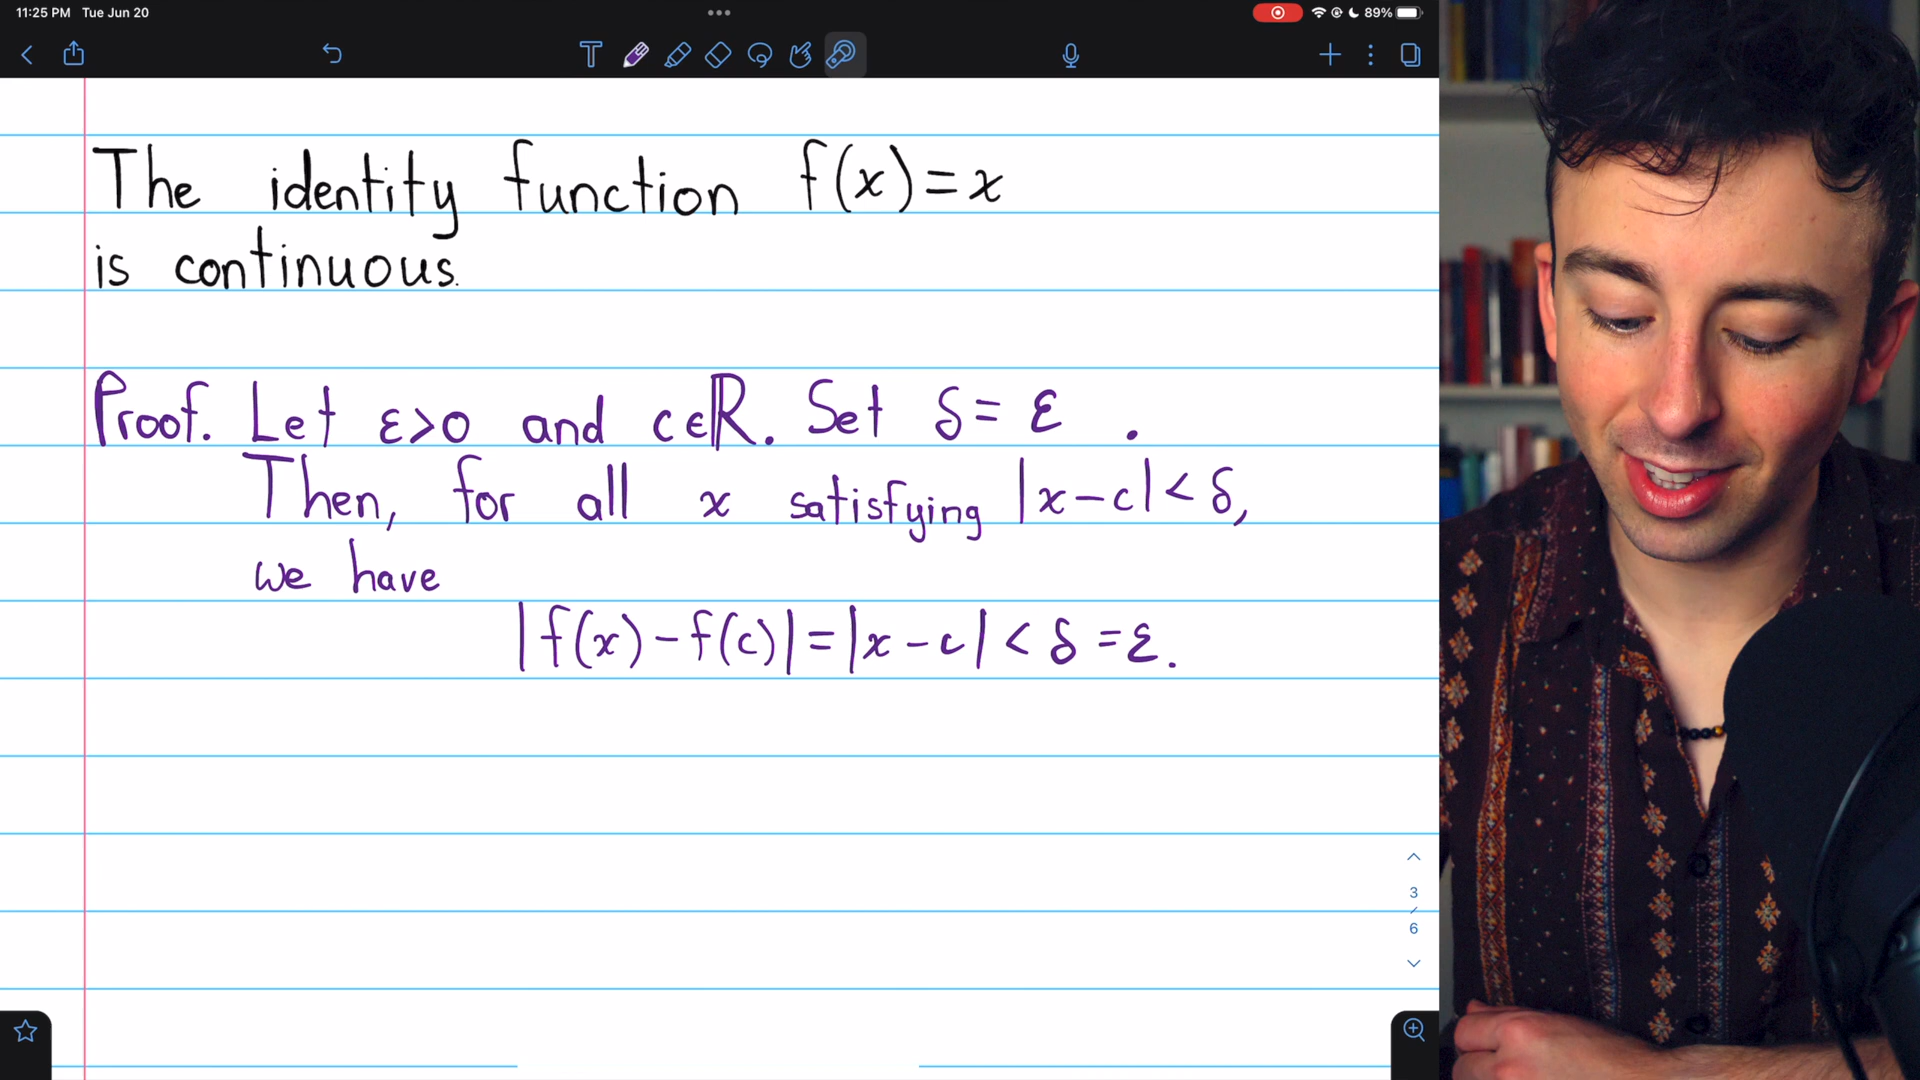 11:25 PM Tue Jun 20
89%
The identity function f(x)=x
is continuous.
Proof. Let ε>0 and c∈ℝ. Set δ= ε .
Then, for all x satisfying |x-c|<δ,
we have
|f(x)-f(c)|=|x-c|<δ=ε.
3
/
6